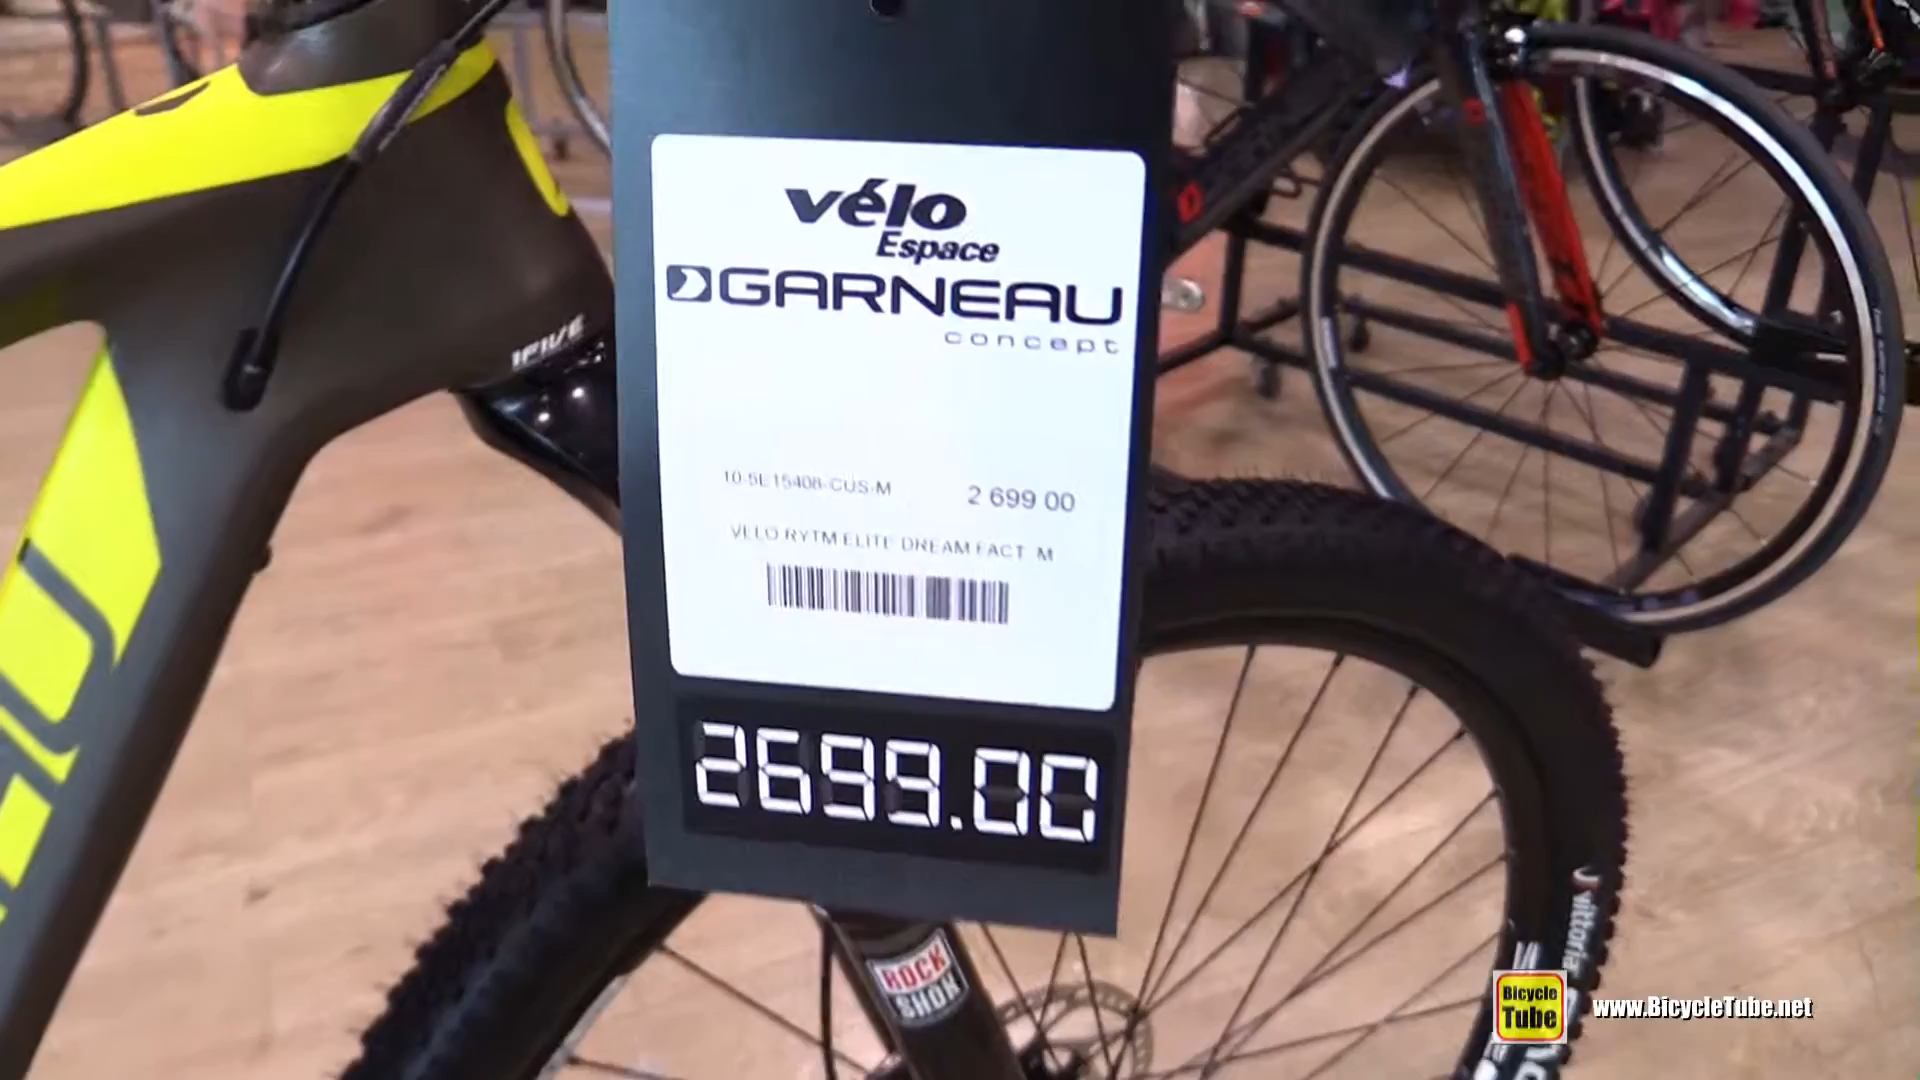 vélo
Espace
GARNEAU
concept
10-5E15408-CUS-M 2 699 00
VELO RYTM ELITE DREAM FACT M
2699.00
1FIVE
ROCK
SHOX
vittoria
Bicycle
Tube
www.BicycleTube.net